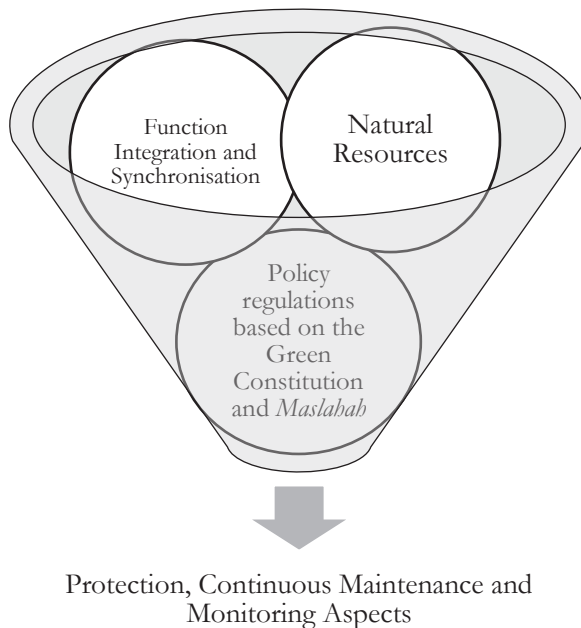 Function
Integration and
Synchronisation
Natural
Resources
Policy
regulations
based on the
Green
Constitution
and Maslahah
Protection, Continuous Maintenance and
Monitoring Aspects